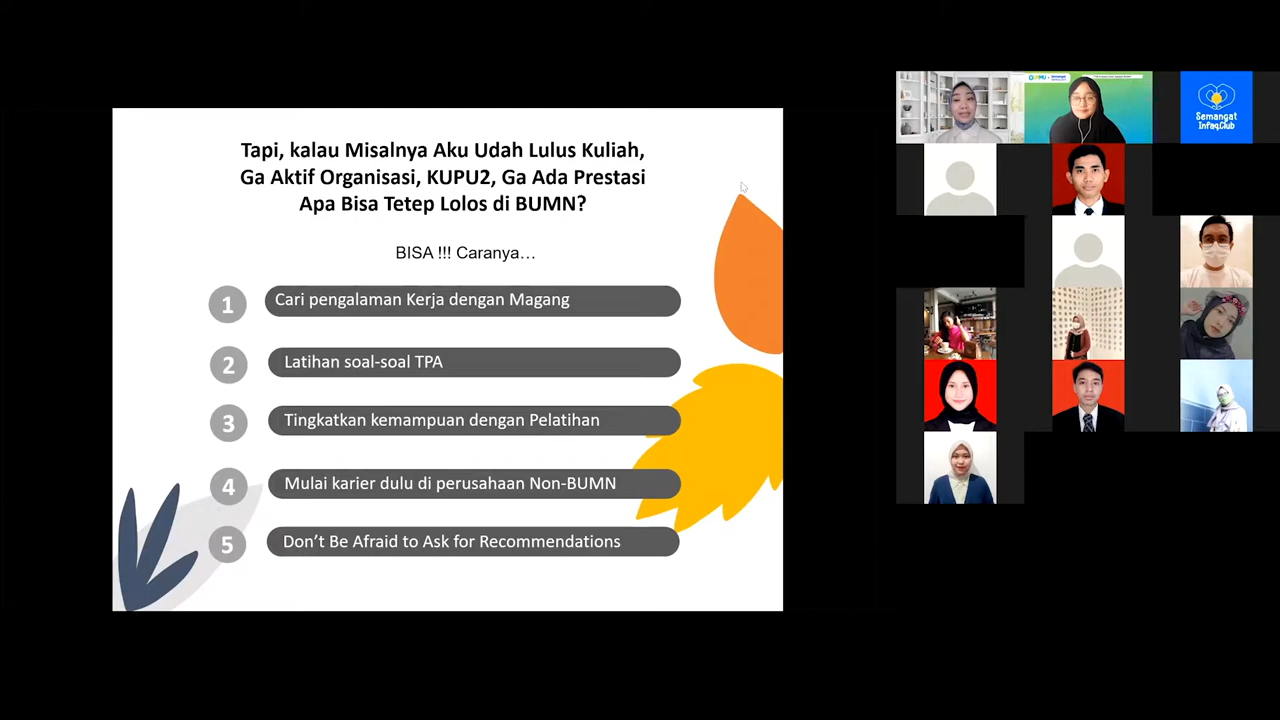 Tapi, kalau Misalnya Aku Udah Lulus Kuliah,
Ga Aktif Organisasi, KUPU2, Ga Ada Prestasi
Apa Bisa Tetep Lolos di BUMN?
BISA !!! Caranya…
1 Cari pengalaman Kerja dengan Magang
2 Latihan soal-soal TPA
3 Tingkatkan kemampuan dengan Pelatihan
4 Mulai karier dulu di perusahaan Non-BUMN
5 Don’t Be Afraid to Ask for Recommendations
Semangat
InfaqClub